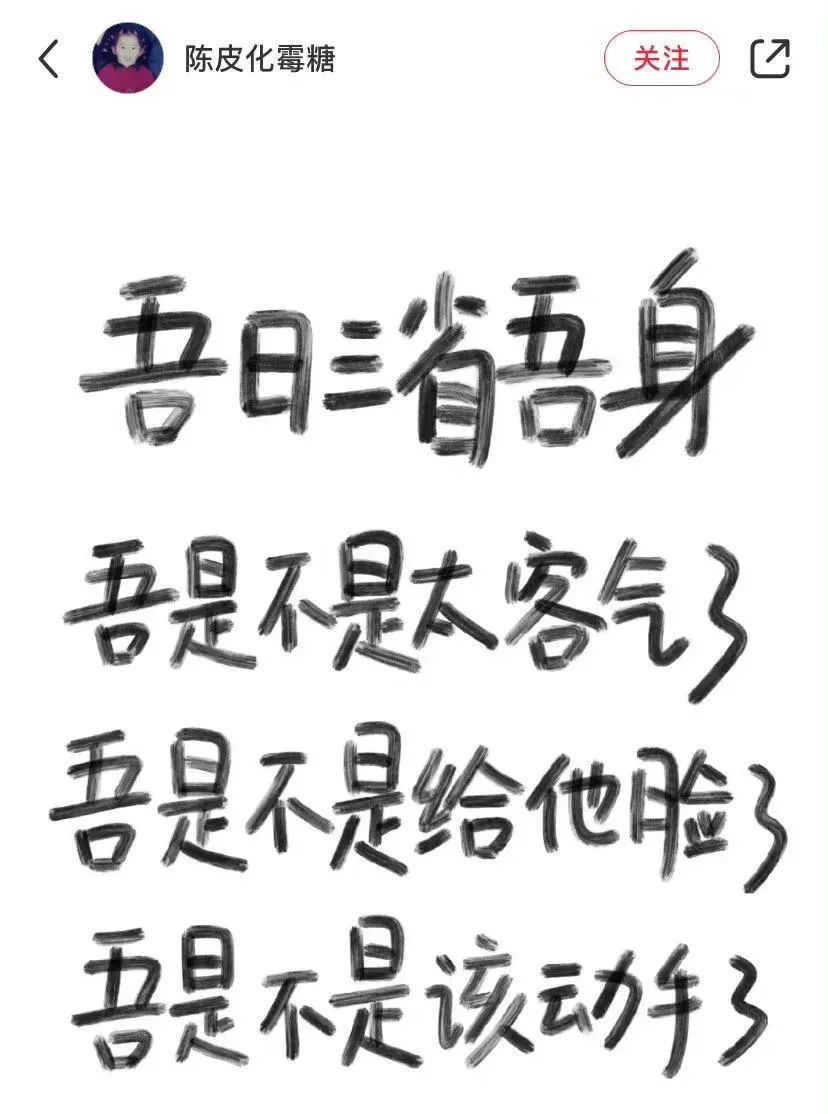 陈皮化霉糖 关注
吾日三省吾身
吾是不是太客气了
吾是不是给他脸了
吾是不是该动手了